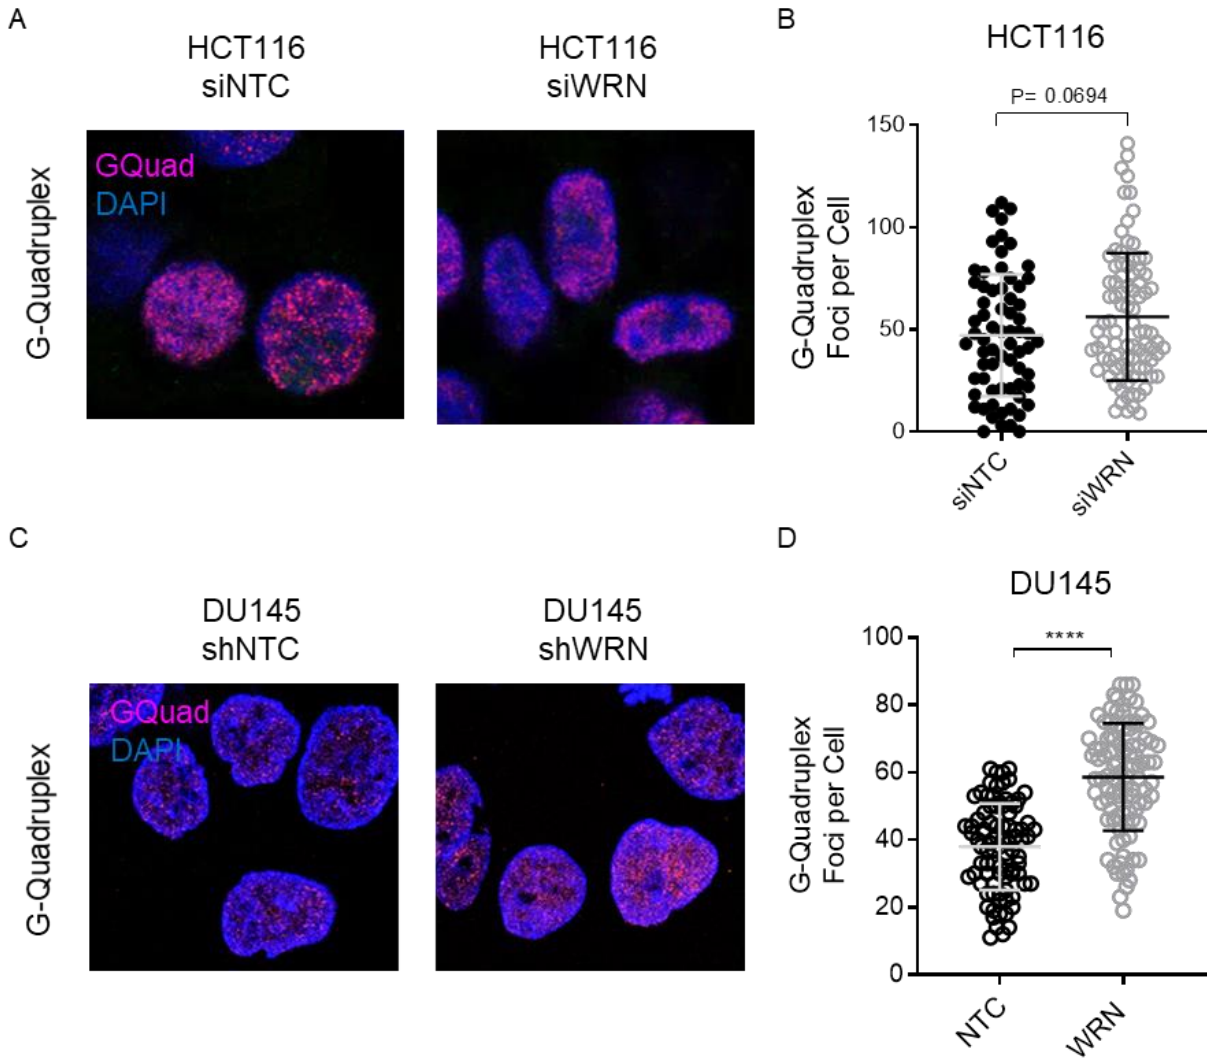 A
HCT116
siNTC
HCT116
siWRN
G-Quadruplex
GQuad
DAPI
B
HCT116
P= 0.0694
G-Quadruplex
Foci per Cell
150
100
50
0
siNTC
siWRN
C
DU145
shNTC
DU145
shWRN
G-Quadruplex
GQuad
DAPI
D
DU145
****
G-Quadruplex
Foci per Cell
100
80
60
40
20
0
NTC
WRN